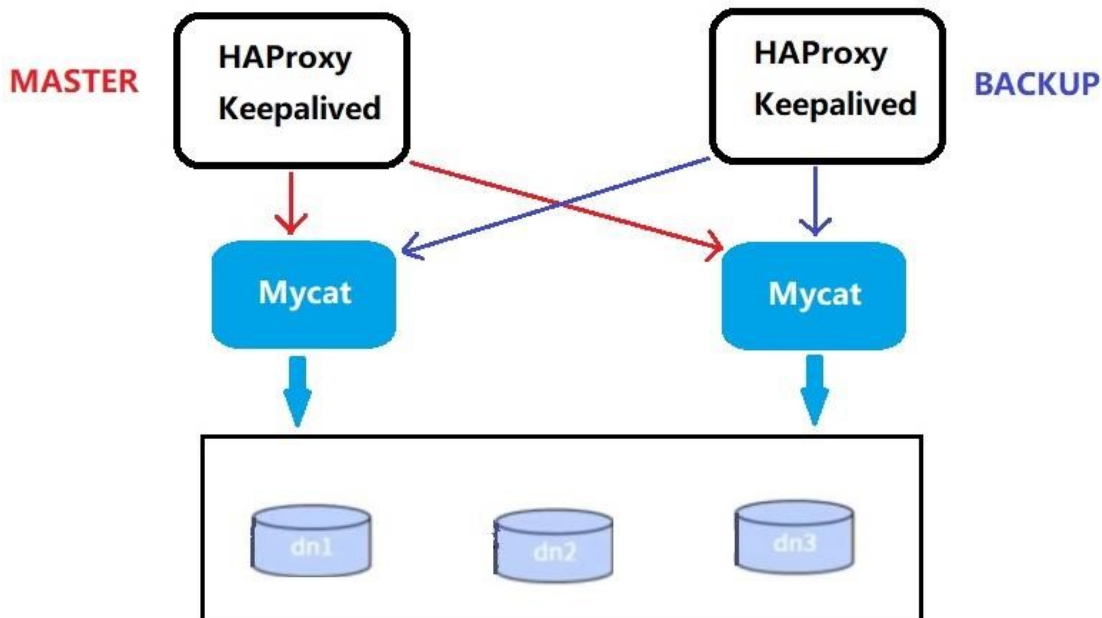 MASTER
HAProxy
Keepalived
HAProxy
Keepalived
BACKUP
Mycat
Mycat
dn1
dn2
dn3